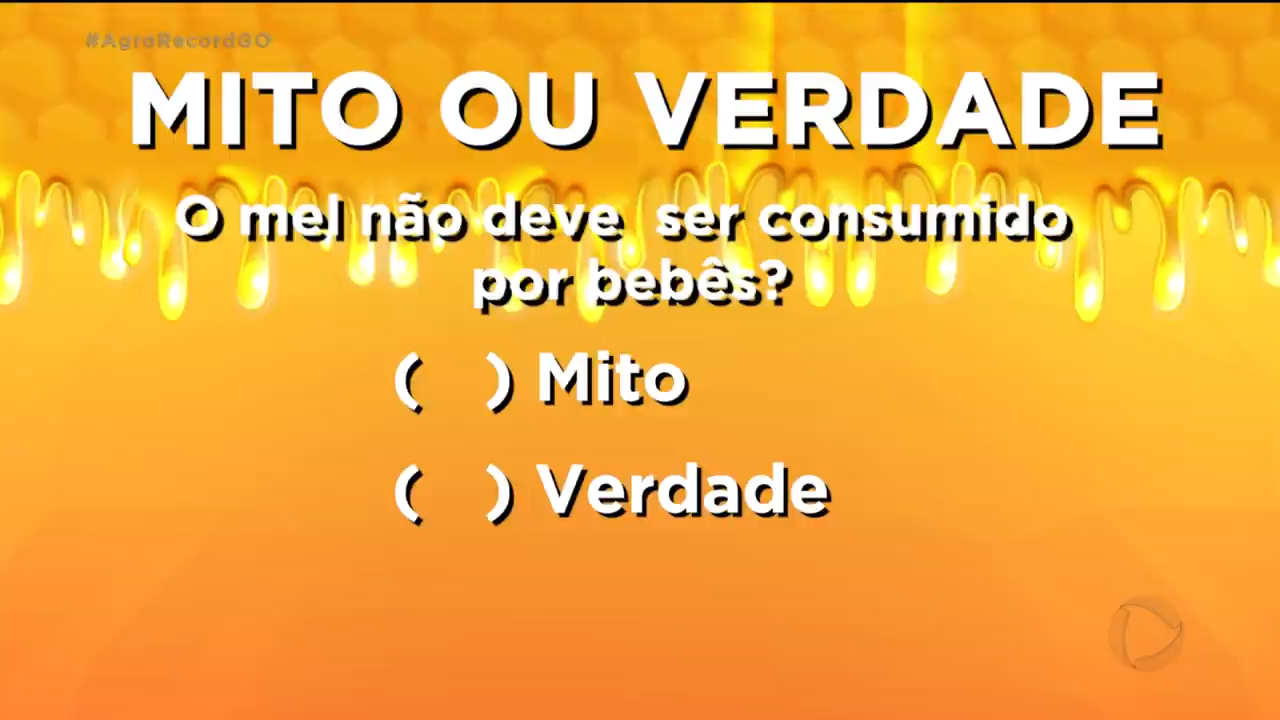 #AgroRecordGO
MITO OU VERDADE
O mel não deve ser consumido
por bebês?
( ) Mito
( ) Verdade